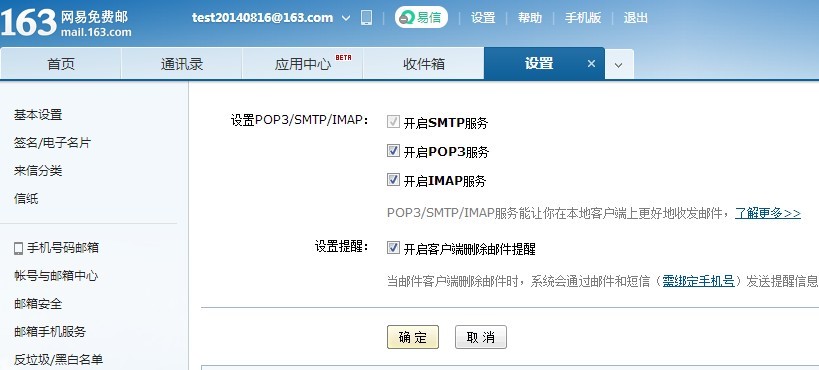 163 网易免费邮
mail.163.com
test20140816@163.com
易信
设置
帮助
手机版
退出
首页
通讯录
应用中心 BETA
收件箱
设置 ×
基本设置
签名/电子名片
来信分类
信纸
手机号码邮箱
帐号与邮箱中心
邮箱安全
邮箱手机服务
反垃圾/黑白名单
设置POP3/SMTP/IMAP：
开启SMTP服务
开启POP3服务
开启IMAP服务
POP3/SMTP/IMAP服务能让你在本地客户端上更好地收发邮件，了解更多>>
设置提醒：
开启客户端删除邮件提醒
当邮件客户端删除邮件时，系统会通过邮件和短信（需绑定手机号）发送提醒信息
确 定
取 消